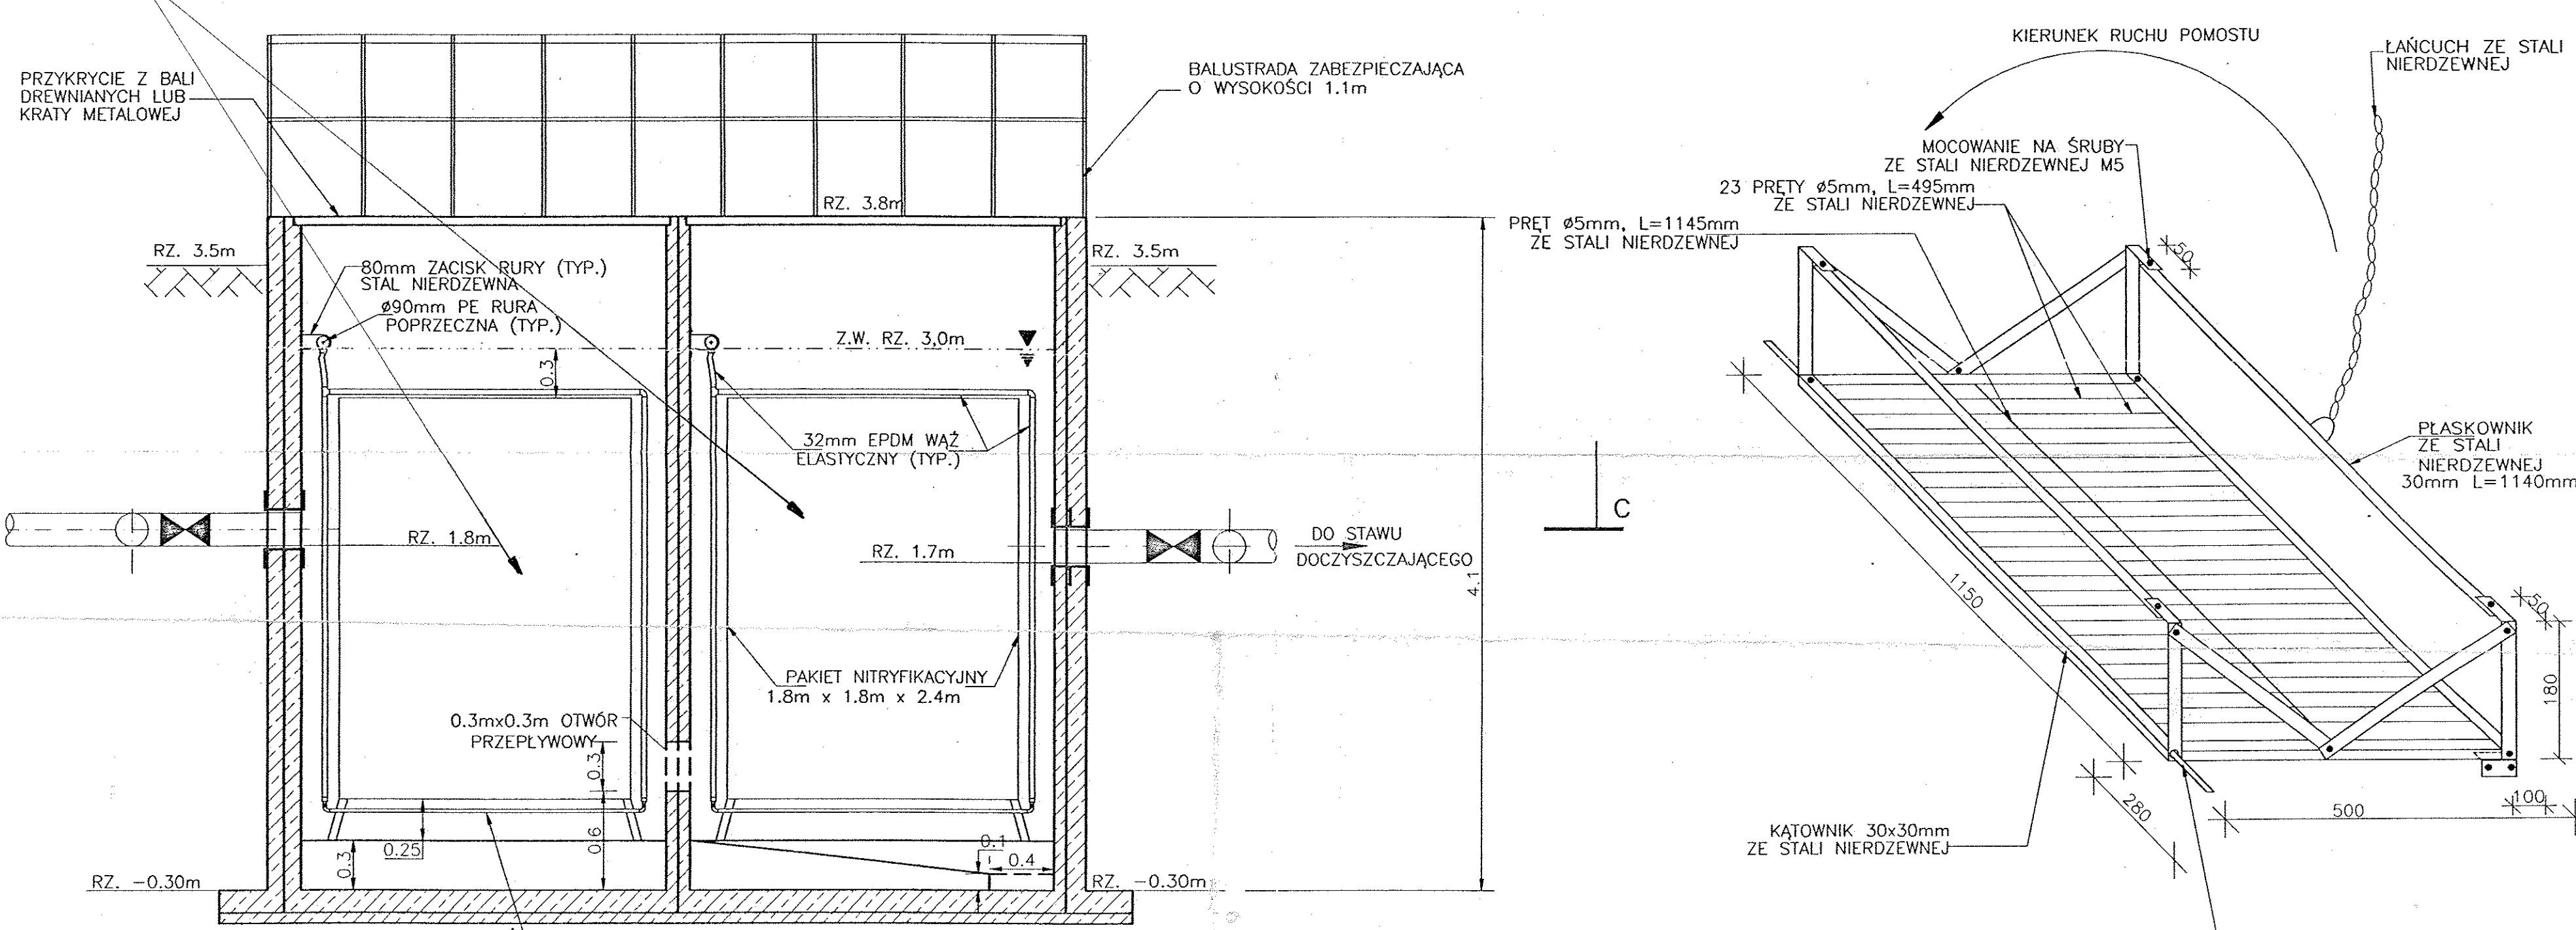 PRZYKRYCIE Z BALI
DREWNIANYCH LUB
KRATY METALOWEJ
BALUSTRADA ZABEZPIECZAJĄCA
O WYSOKOŚCI 1.1m
RZ. 3.8m
RZ. 3.5m
RZ. 3.5m
80mm ZACISK RURY (TYP.)
STAL NIERDZEWNA
ø90mm PE RURA
POPRZECZNA (TYP.)
Z.W. RZ. 3,0m
0.3
32mm EPDM WĄŻ
ELASTYCZNY (TYP.)
RZ. 1.8m
RZ. 1.7m
DO STAWU
DOCZYSZCZAJĄCEGO
4.1
PAKIET NITRYFIKACYJNY
1.8m x 1.8m x 2.4m
0.3mx0.3m OTWÓR
PRZEPŁYWOWY
0.3
0.6
0.25
0.3
0.1
0.4
RZ. -0.30m
RZ. -0.30m
C
KIERUNEK RUCHU POMOSTU
ŁAŃCUCH ZE STALI
NIERDZEWNEJ
MOCOWANIE NA ŚRUBY
ZE STALI NIERDZEWNEJ M5
23 PRĘTY ø5mm, L=495mm
ZE STALI NIERDZEWNEJ
PRĘT ø5mm, L=1145mm
ZE STALI NIERDZEWNEJ
50
PŁASKOWNIK
ZE STALI
NIERDZEWNEJ
30mm L=1140mm
1150
50
180
280
500
100
KĄTOWNIK 30x30mm
ZE STALI NIERDZEWNEJ